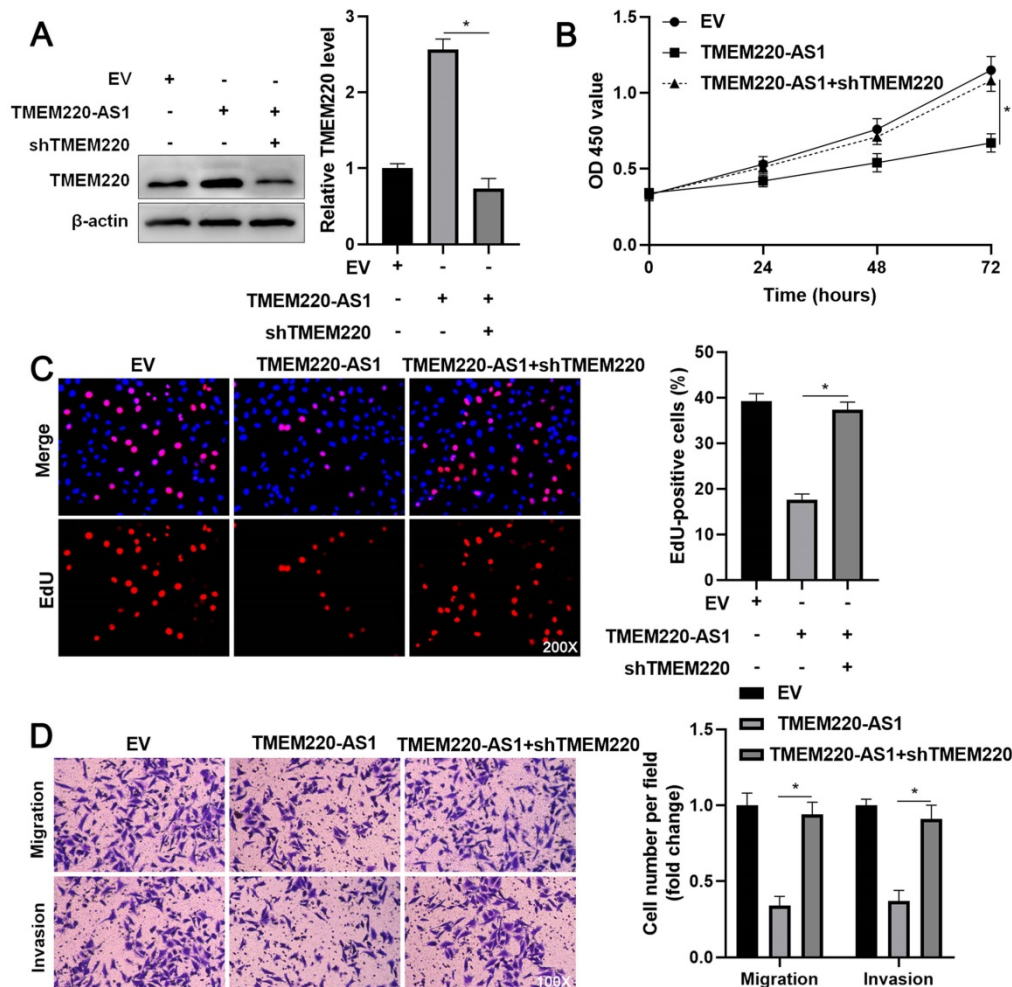 A
EV + - -
TMEM220-AS1 - + +
shTMEM220 - - +
TMEM220
β-actin
Relative TMEM220 level
3
2
1
0
*
EV + - -
TMEM220-AS1 - + +
shTMEM220 - - +
B
EV
TMEM220-AS1
TMEM220-AS1+shTMEM220
OD 450 value
1.5
1.0
0.5
0.0
*
0 24 48 72
Time (hours)
C
EV TMEM220-AS1 TMEM220-AS1+shTMEM220
Merge
EdU
200X
EdU-positive cells (%)
50
40
30
20
10
0
*
EV + - -
TMEM220-AS1 - + +
shTMEM220 - - +
D
EV TMEM220-AS1 TMEM220-AS1+shTMEM220
Migration
Invasion
100X
EV
TMEM220-AS1
TMEM220-AS1+shTMEM220
Cell number per field
(fold change)
1.5
1.0
0.5
0.0
* *
Migration Invasion